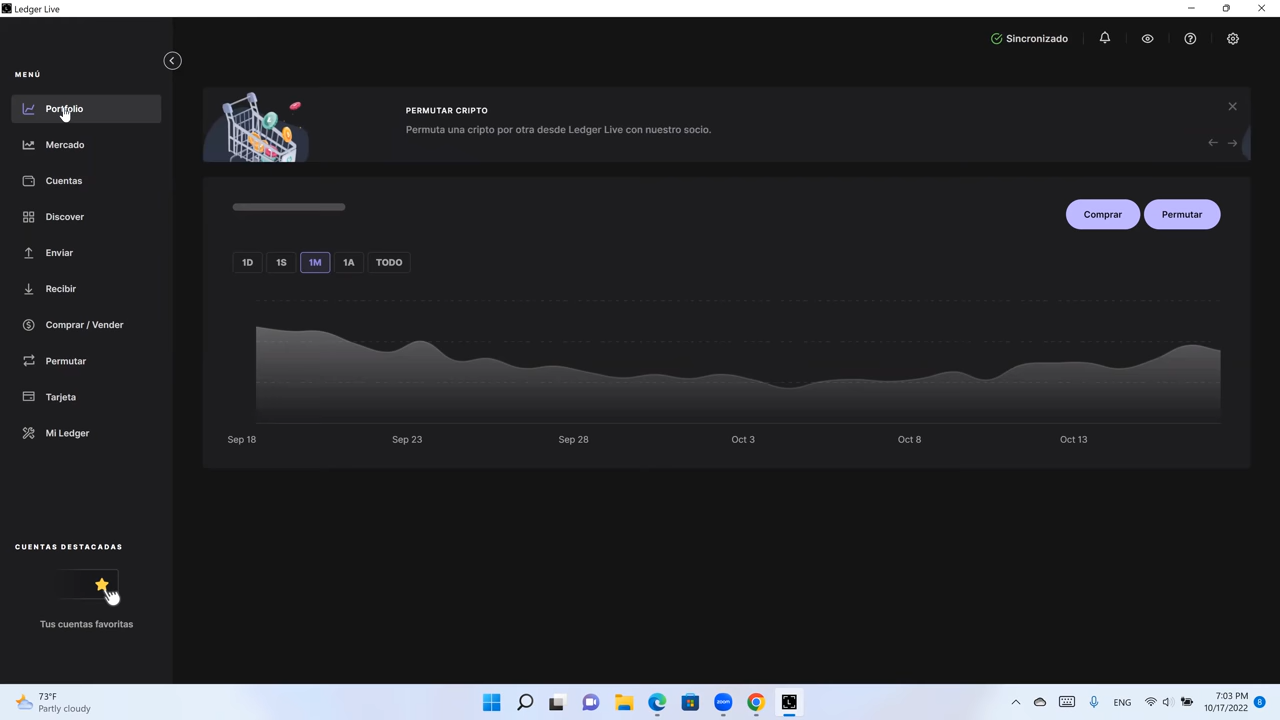 Ledger Live
Sincronizado
MENÚ
Portfolio
Mercado
Cuentas
Discover
Enviar
Recibir
Comprar / Vender
Permutar
Tarjeta
Mi Ledger
CUENTAS DESTACADAS
Tus cuentas favoritas
PERMUTAR CRIPTO
Permuta una cripto por otra desde Ledger Live con nuestro socio.
Comprar Permutar
1D 1S 1M 1A TODO
Sep 18 Sep 23 Sep 28 Oct 3 Oct 8 Oct 13
73°F
Partly cloudy
zoom
ENG
7:03 PM
10/17/2022
8